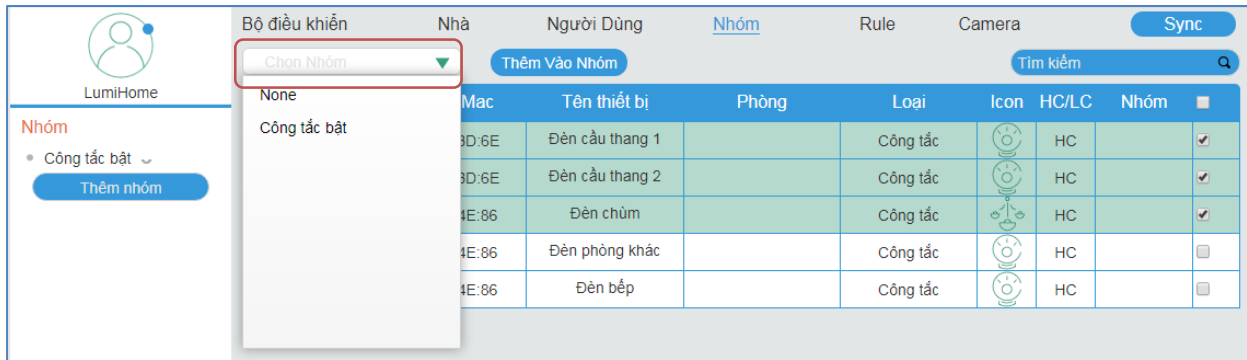 Bộ điều khiển Nhà Người Dùng Nhóm Rule Camera Sync
Chọn Nhóm Thêm Vào Nhóm Tìm kiếm
LumiHome
Nhóm
Công tắc bật
Thêm nhóm
None
Công tắc bật
Mac Tên thiết bị Phòng Loại Icon HC/LC Nhóm
3D:6E Đèn cầu thang 1 Công tắc HC
3D:6E Đèn cầu thang 2 Công tắc HC
4E:86 Đèn chùm Công tắc HC
4E:86 Đèn phòng khác Công tắc HC
4E:86 Đèn bếp Công tắc HC